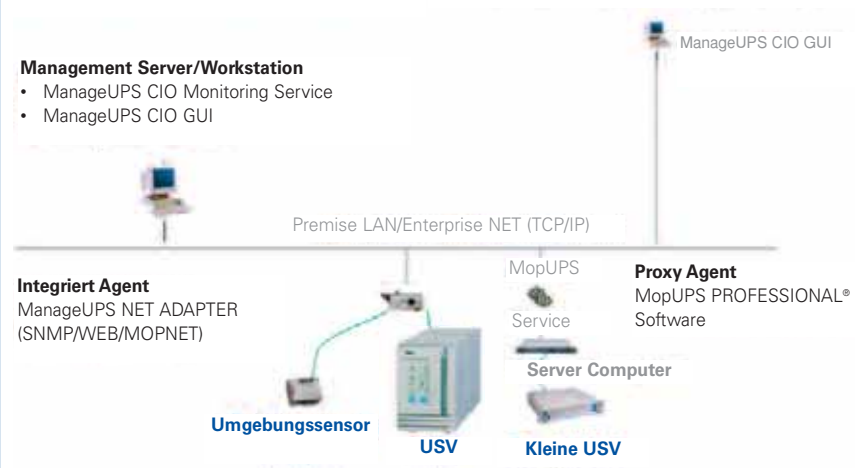 ManageUPS CIO GUI
Management Server/Workstation
• ManageUPS CIO Monitoring Service
• ManageUPS CIO GUI
Premise LAN/Enterprise NET (TCP/IP)
Integriert Agent
ManageUPS NET ADAPTER
(SNMP/WEB/MOPNET)
MopUPS
Service
Server Computer
Proxy Agent
MopUPS PROFESSIONAL®
Software
Umgebungssensor
USV
Kleine USV